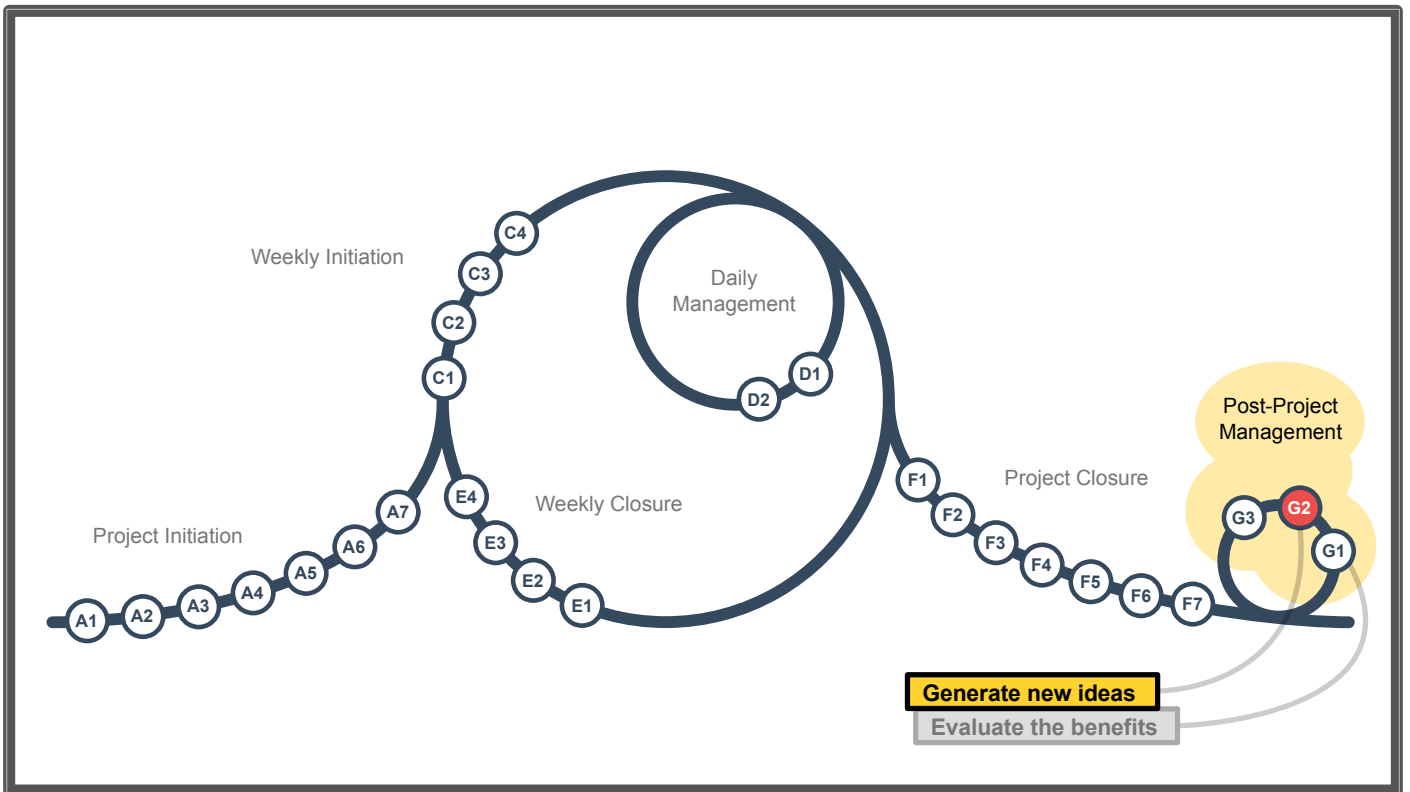 Weekly Initiation
C4
C3
C2
C1
Daily
Management
D1
D2
Post-Project
Management
G3
G2
G1
Project Initiation
A1
A2
A3
A4
A5
A6
A7
Weekly Closure
E4
E3
E2
E1
Project Closure
F1
F2
F3
F4
F5
F6
F7
Generate new ideas
Evaluate the benefits